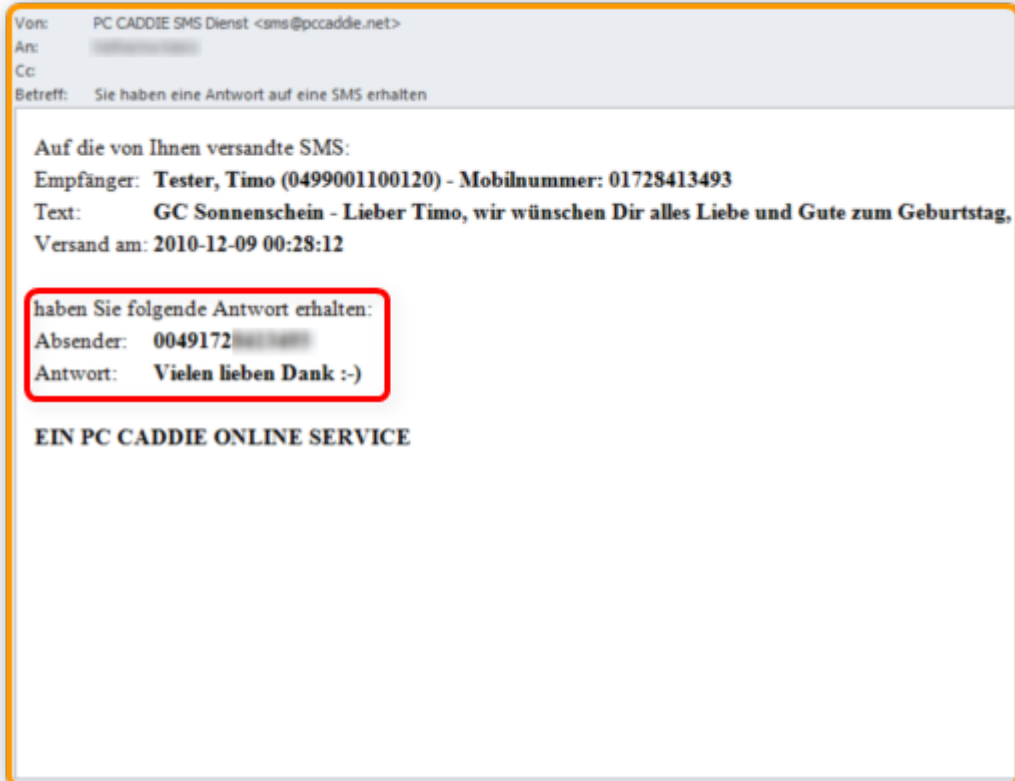 Von: PC CADDIE SMS Dienst <sms@pccaddie.net>
An:
Cc
Betreff: Sie haben eine Antwort auf eine SMS erhalten
Auf die von Ihnen versandte SMS:
Empfänger: Tester, Timo (0499001100120) - Mobilnummer: 01728413493
Text: GC Sonnenschein - Lieber Timo, wir wünschen Dir alles Liebe und Gute zum Geburtstag,
Versand am: 2010-12-09 00:28:12
haben Sie folgende Antwort erhalten:
Absender: 0049172
Antwort: Vielen lieben Dank :-)
EIN PC CADDIE ONLINE SERVICE